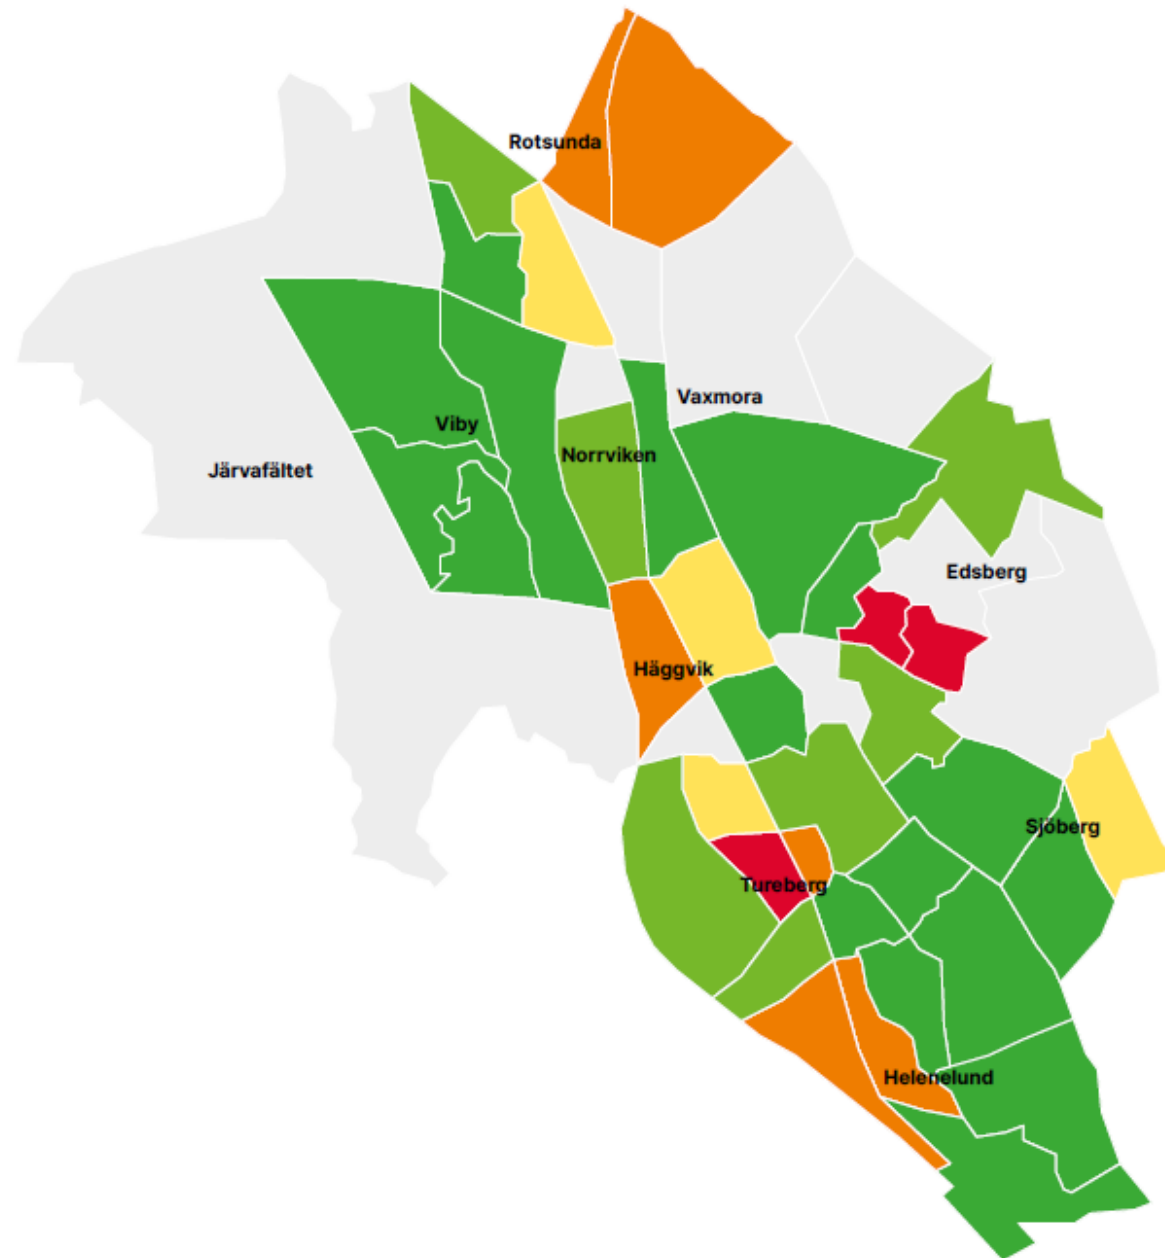 Rotsunda
Vaxmora
Viby
Norrviken
Järvafältet
Edsberg
Häggvik
Sjöberg
Tureberg
Helenelund